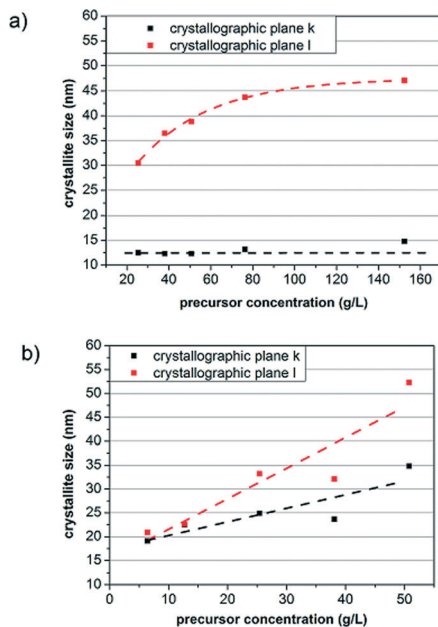 a)
crystallographic plane k
crystallographic plane l
crystallite size (nm)
60
55
50
45
40
35
30
25
20
15
10
20 40 60 80 100 120 140 160
precursor concentration (g/L)
b)
crystallographic plane k
crystallographic plane l
crystallite size (nm)
60
55
50
45
40
35
30
25
20
15
10
0 10 20 30 40 50
precursor concentration (g/L)